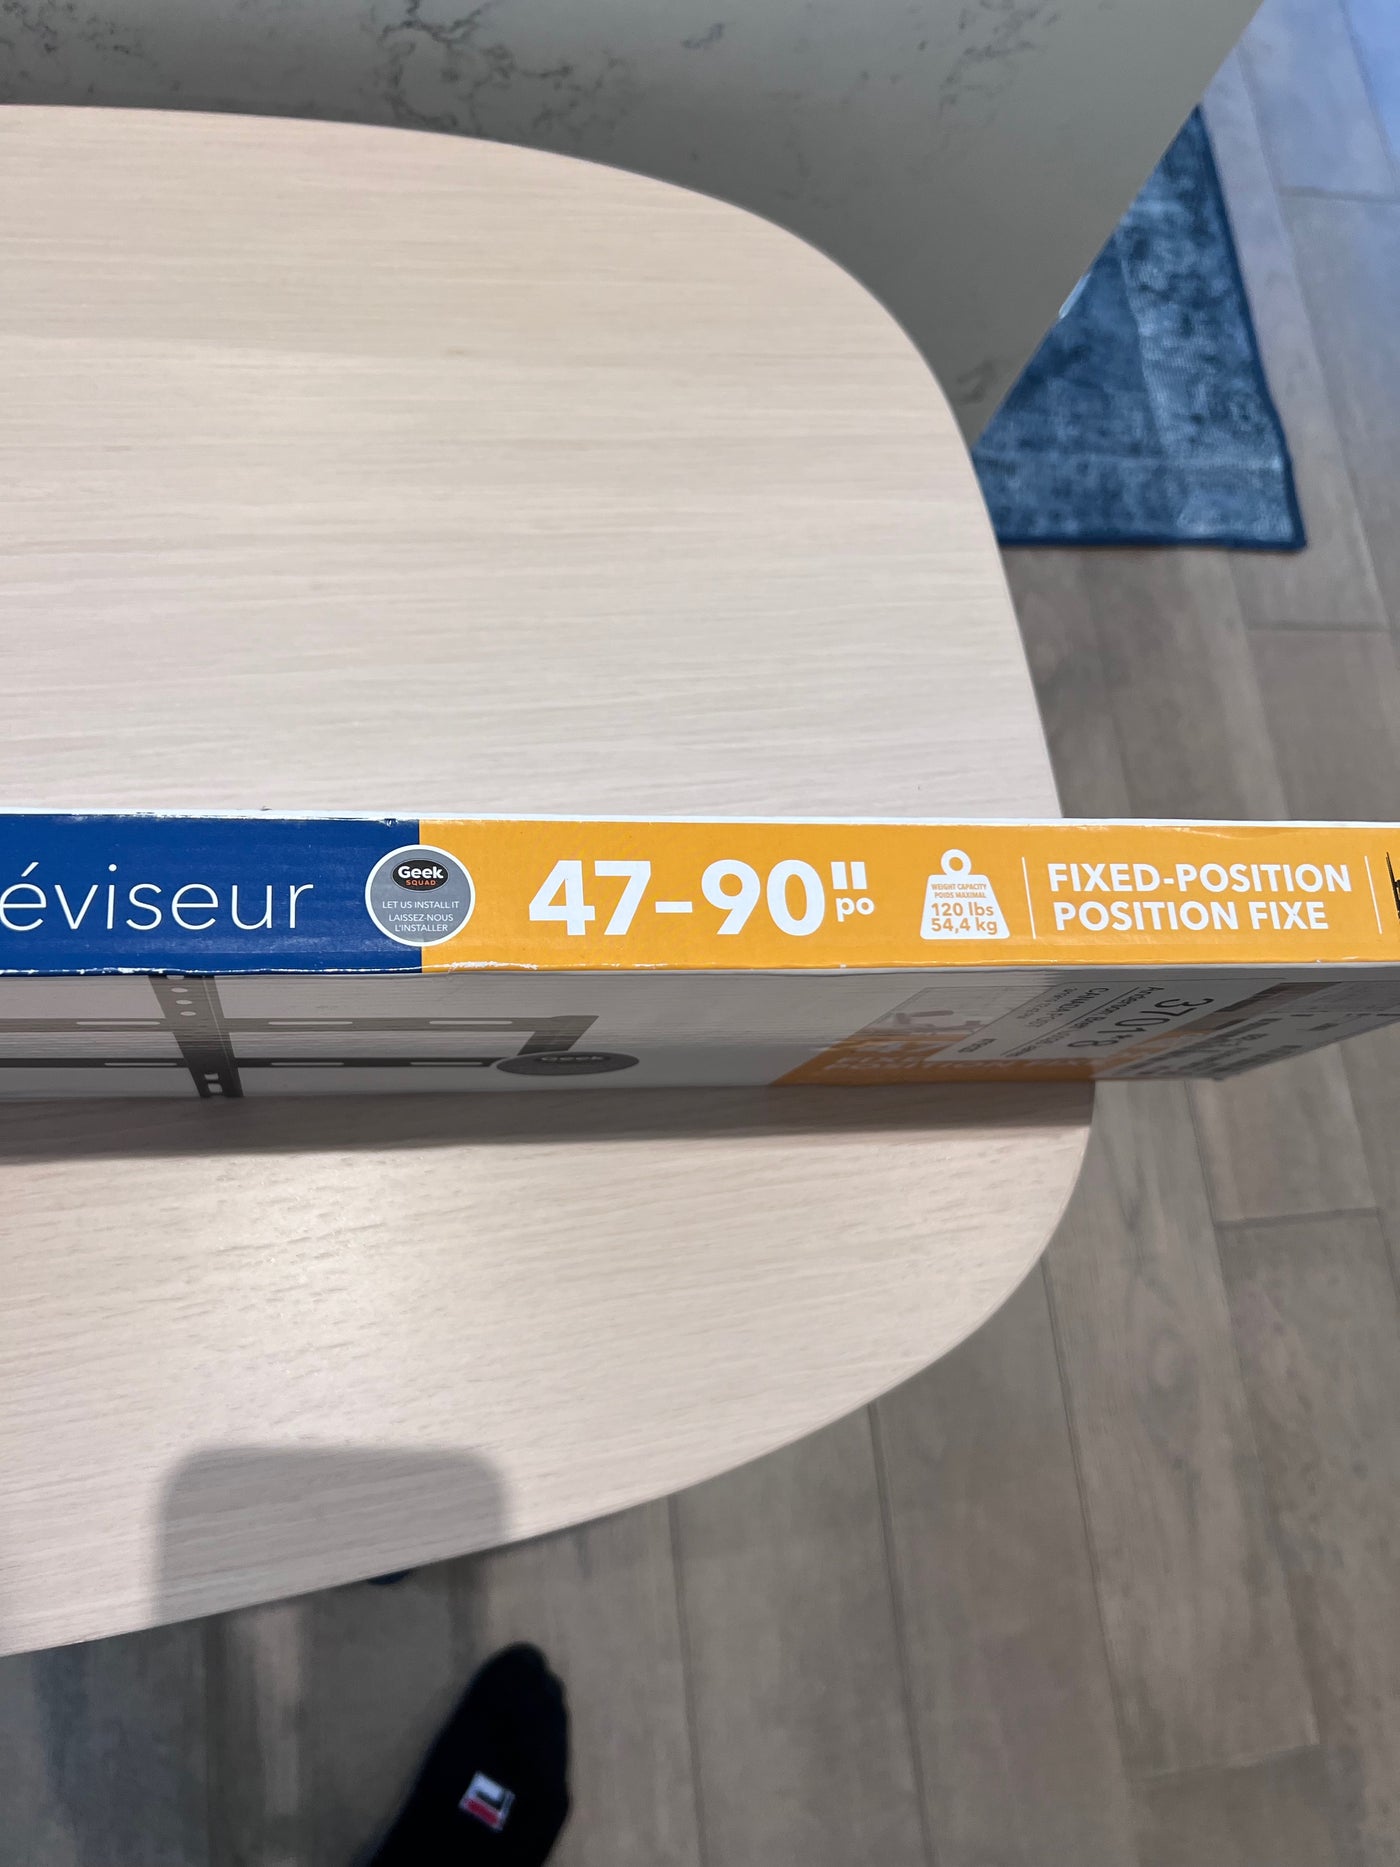 éviseur
Geek
SQUAD
LET US INSTALL IT
LAISSEZ-NOUS
L'INSTALLER
47-90"
po
WEIGHT CAPACITY
POIDS MAXIMAL
120 lbs
54,4 kg
FIXED-POSITION
POSITION FIXE
Geek